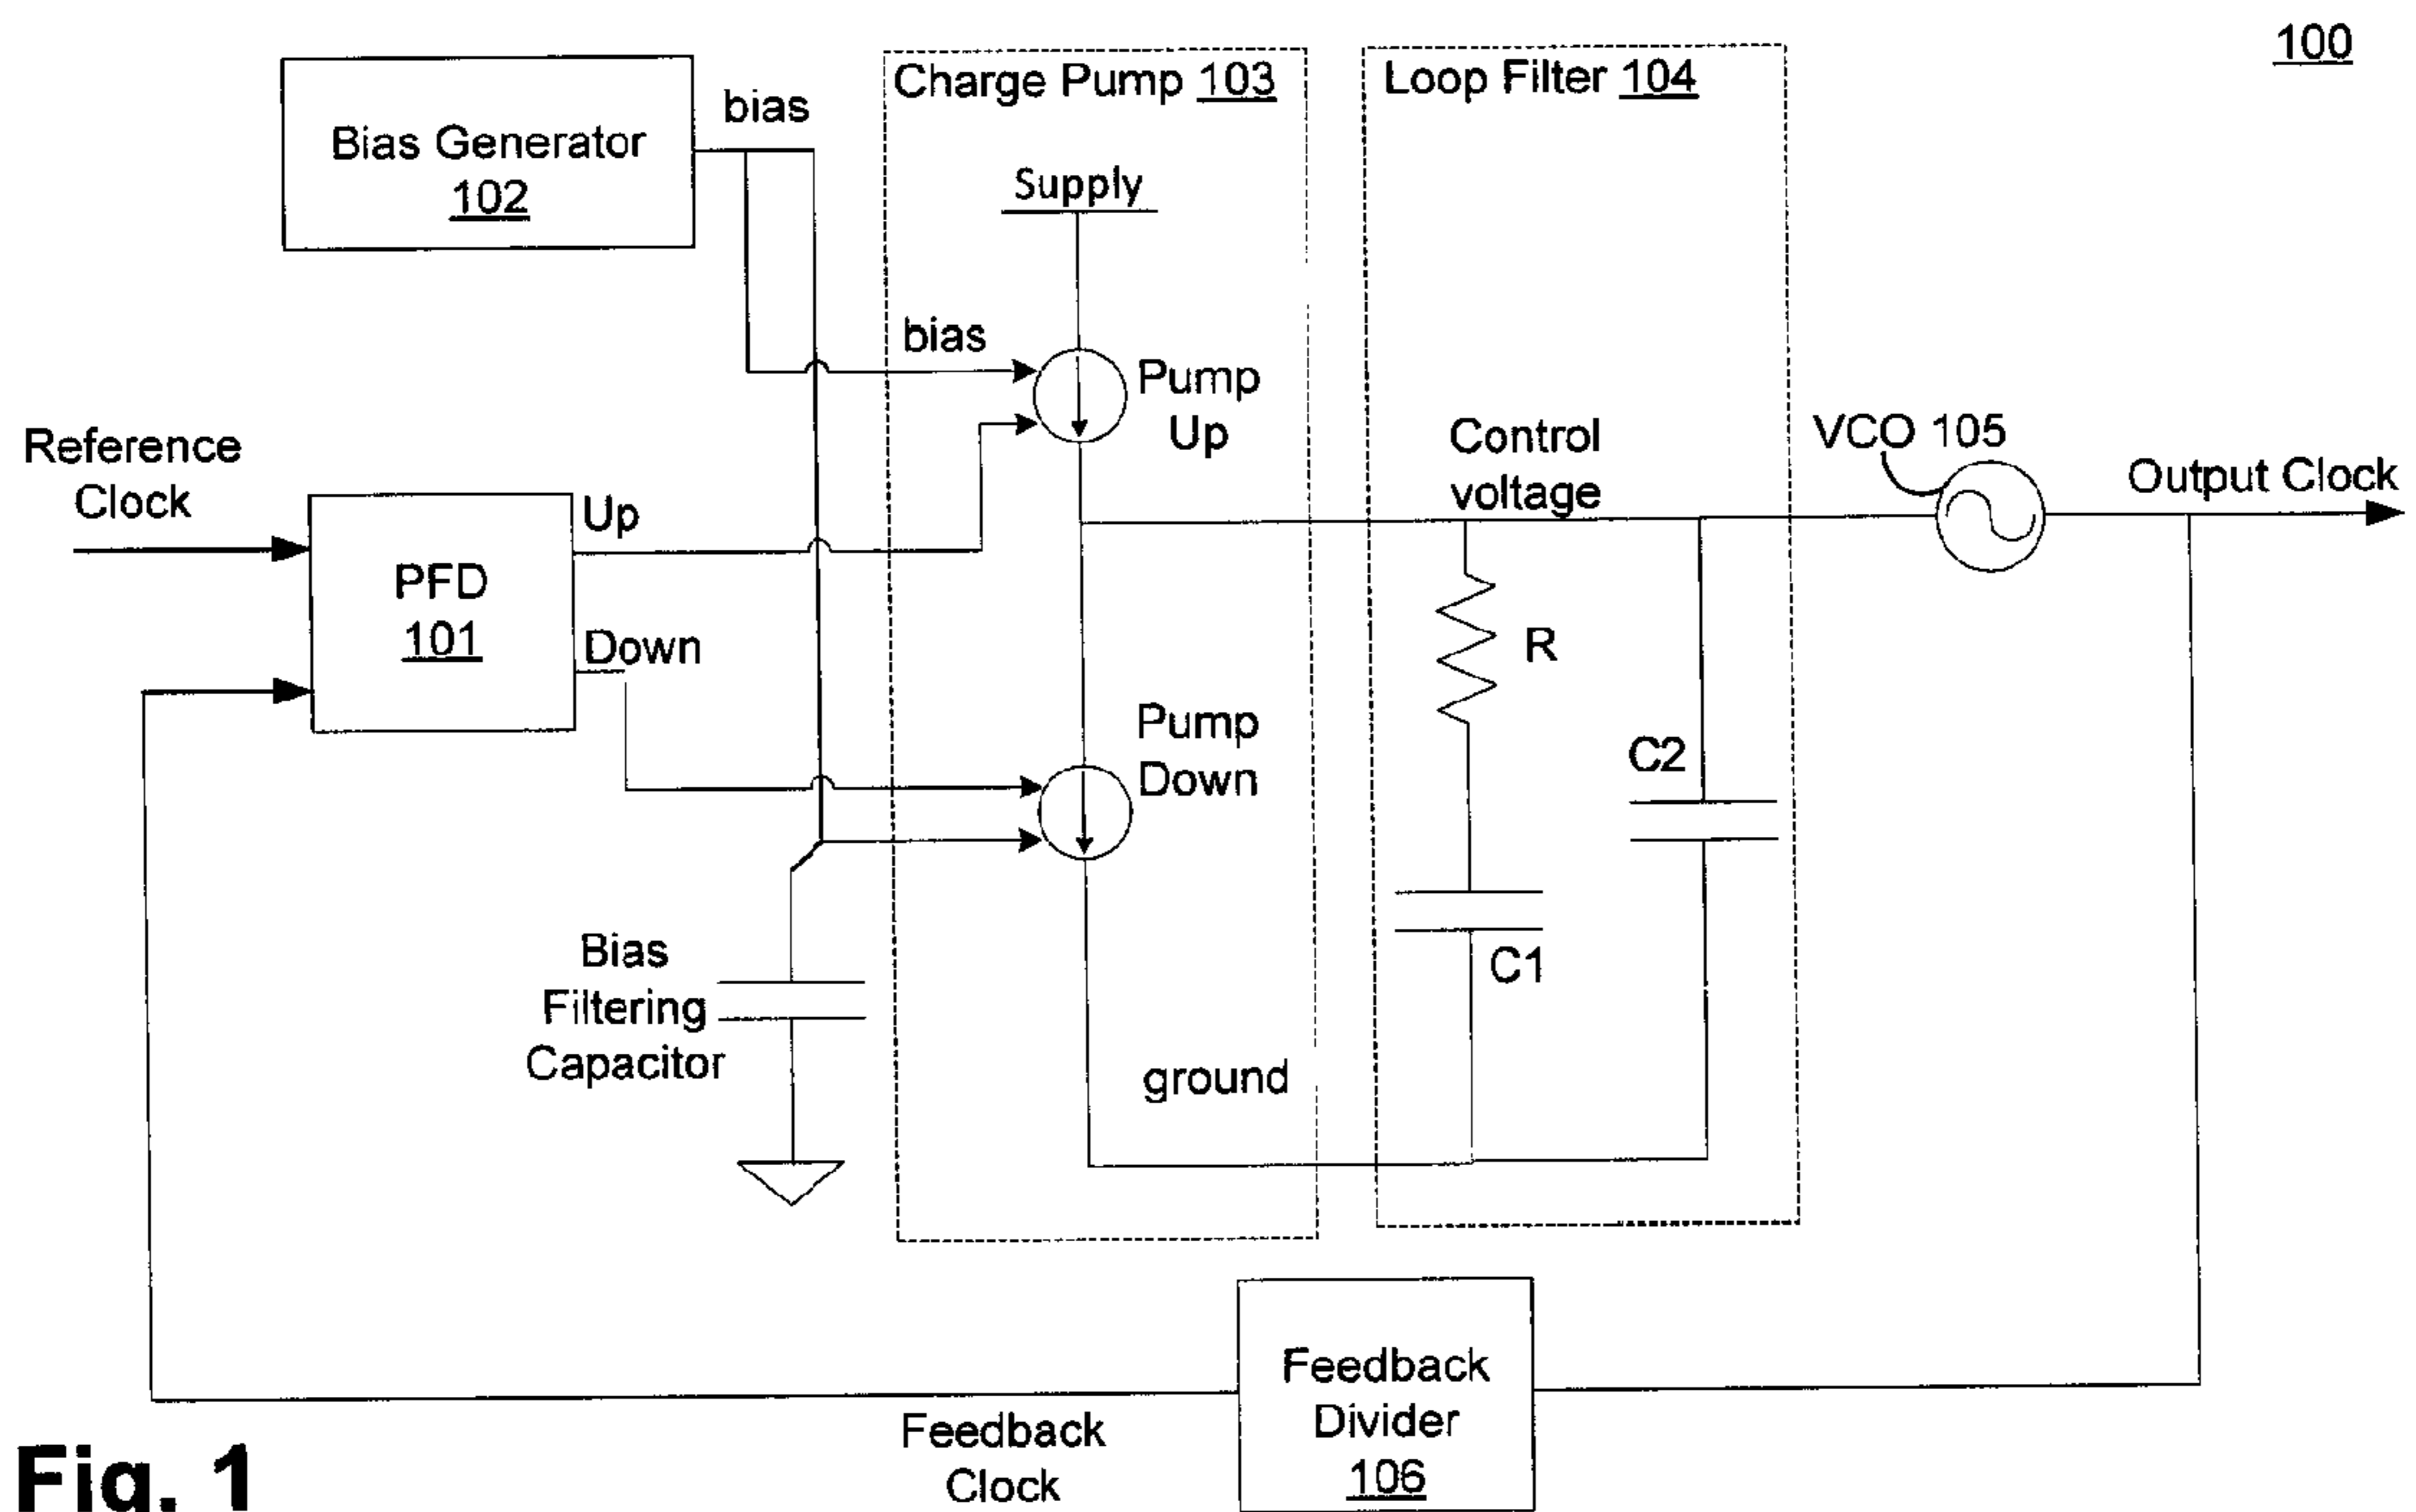 100
Bias Generator
102
bias
Charge Pump 103
Loop Filter 104
Supply
bias
Pump
Up
Reference
Clock
Control
voltage
VCO 105
Output Clock
PFD
101
Up
Down
R
Pump
Down
C2
Bias
Filtering
Capacitor
C1
ground
Feedback
Divider
106
Feedback
Clock
Fig. 1